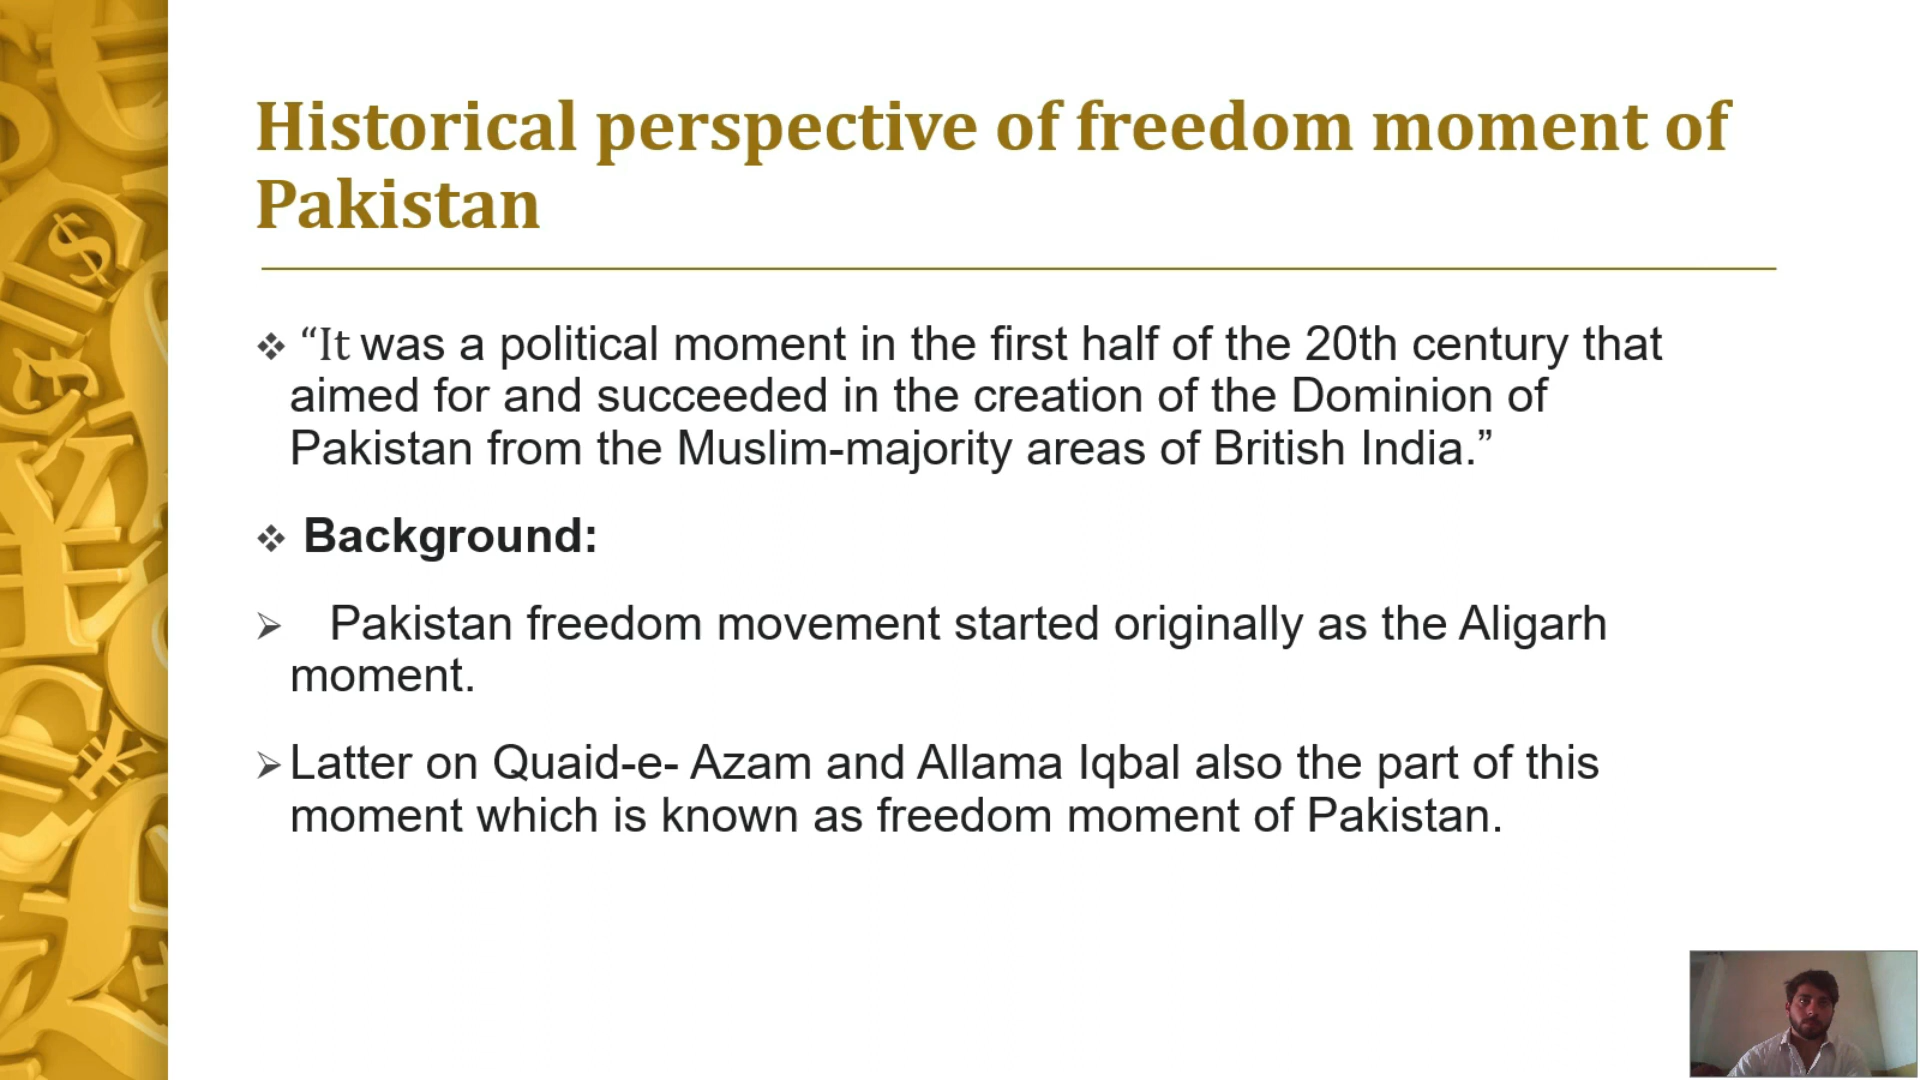 Historical perspective of freedom moment of
Pakistan
“It was a political moment in the first half of the 20th century that
aimed for and succeeded in the creation of the Dominion of
Pakistan from the Muslim-majority areas of British India.”
Background:
Pakistan freedom movement started originally as the Aligarh
moment.
Latter on Quaid-e- Azam and Allama Iqbal also the part of this
moment which is known as freedom moment of Pakistan.